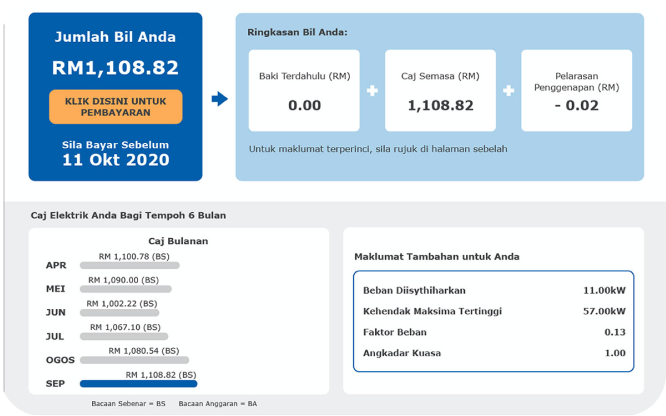 Jumlah Bil Anda
RM1,108.82
KLIK DISINI UNTUK
PEMBAYARAN
Sila Bayar Sebelum
11 Okt 2020
Ringkasan Bil Anda:
Baki Terdahulu (RM)
0.00
+
Caj Semasa (RM)
1,108.82
+
Pelarasan
Penggenapan (RM)
- 0.02
Untuk maklumat terperinci, sila rujuk di halaman sebelah
Caj Elektrik Anda Bagi Tempoh 6 Bulan
Caj Bulanan
RM 1,100.78 (BS)
APR
RM 1,090.00 (BS)
MEI
RM 1,002.22 (BS)
JUN
RM 1,067.10 (BS)
JUL
RM 1,080.54 (BS)
OGOS
RM 1,108.82 (BS)
SEP
Bacaan Sebenar = BS Bacaan Anggaran = BA
Maklumat Tambahan untuk Anda
Beban Diisythiharkan 11.00kW
Kehendak Maksima Tertinggi 57.00kW
Faktor Beban 0.13
Angkadar Kuasa 1.00